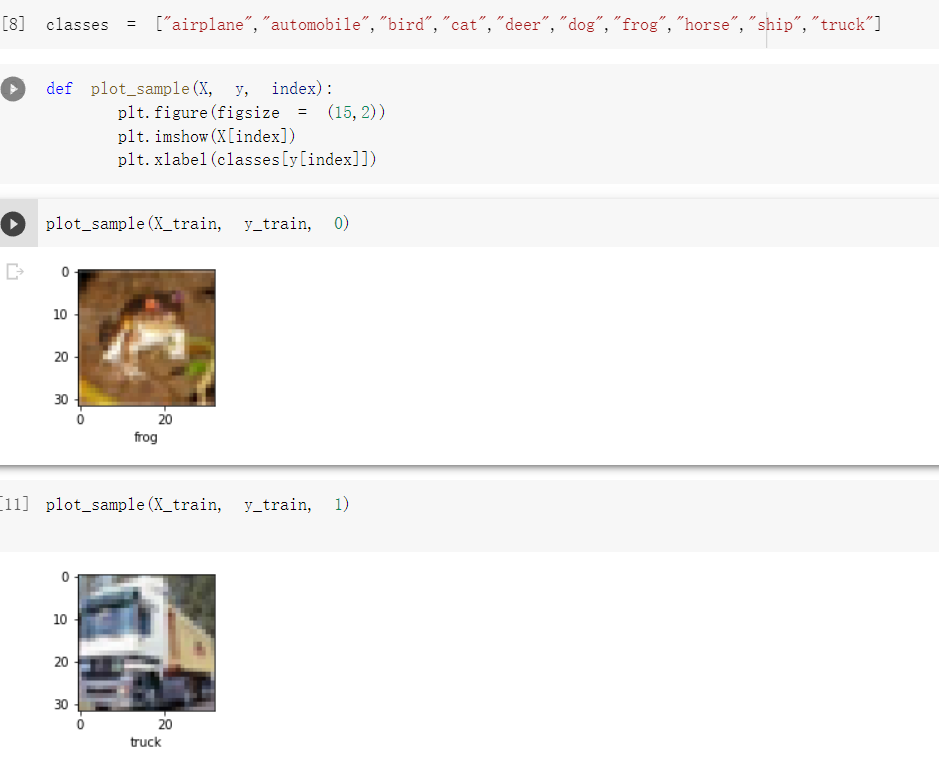 [8] classes = ["airplane","automobile","bird","cat","deer","dog","frog","horse","ship","truck"]
def plot_sample(X, y, index):
plt.figure(figsize = (15,2))
plt.imshow(X[index])
plt.xlabel(classes[y[index]])
plot_sample(X_train, y_train, 0)
0
10
20
30
0 20
frog
[11] plot_sample(X_train, y_train, 1)
0
10
20
30
0 20
truck